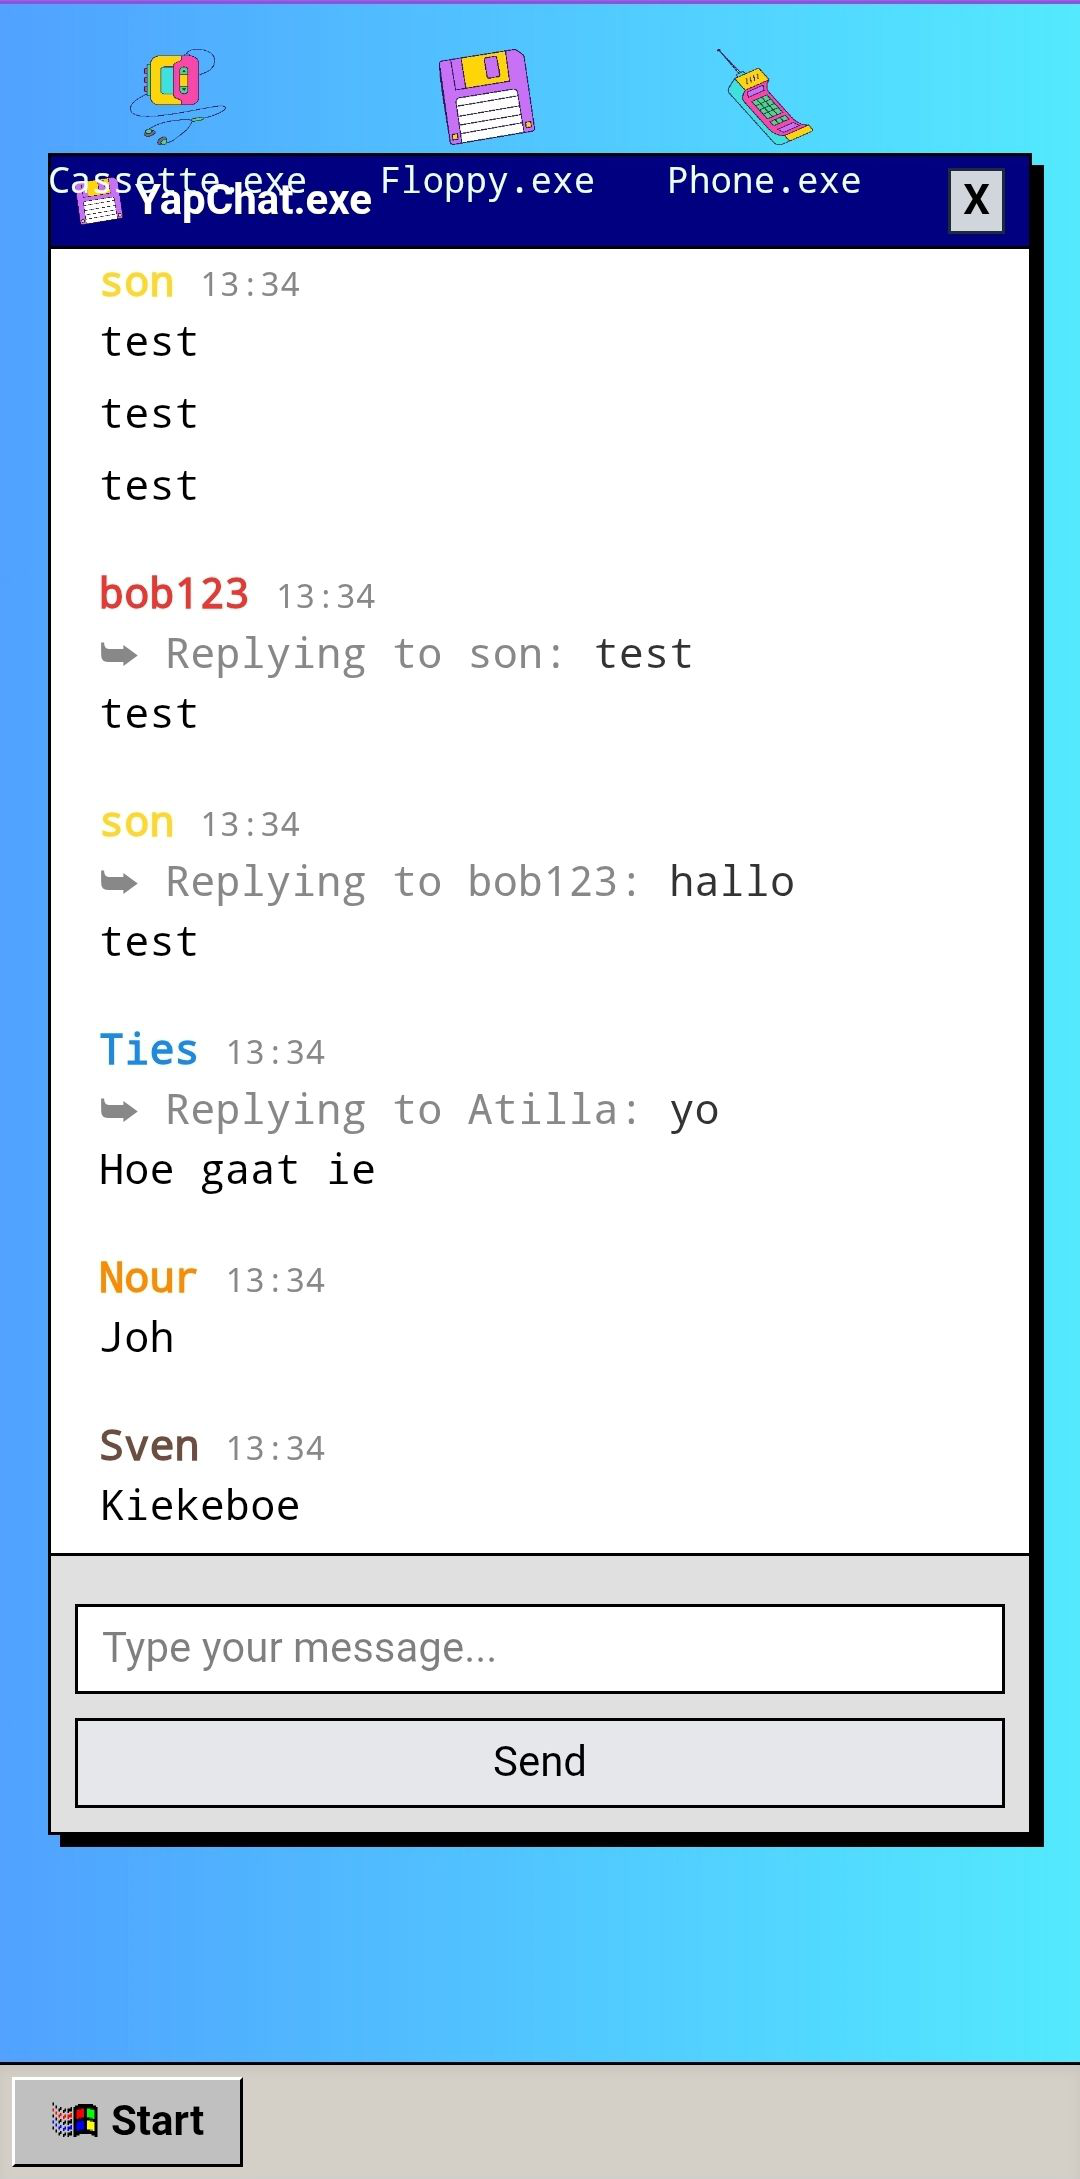 Cassette.exe Floppy.exe Phone.exe
YapChat.exe X
son 13:34
test
test
test
bob123 13:34
➥ Replying to son: test
test
son 13:34
➥ Replying to bob123: hallo
test
Ties 13:34
➥ Replying to Atilla: yo
Hoe gaat ie
Nour 13:34
Joh
Sven 13:34
Kiekeboe
Type your message...
Send
Start